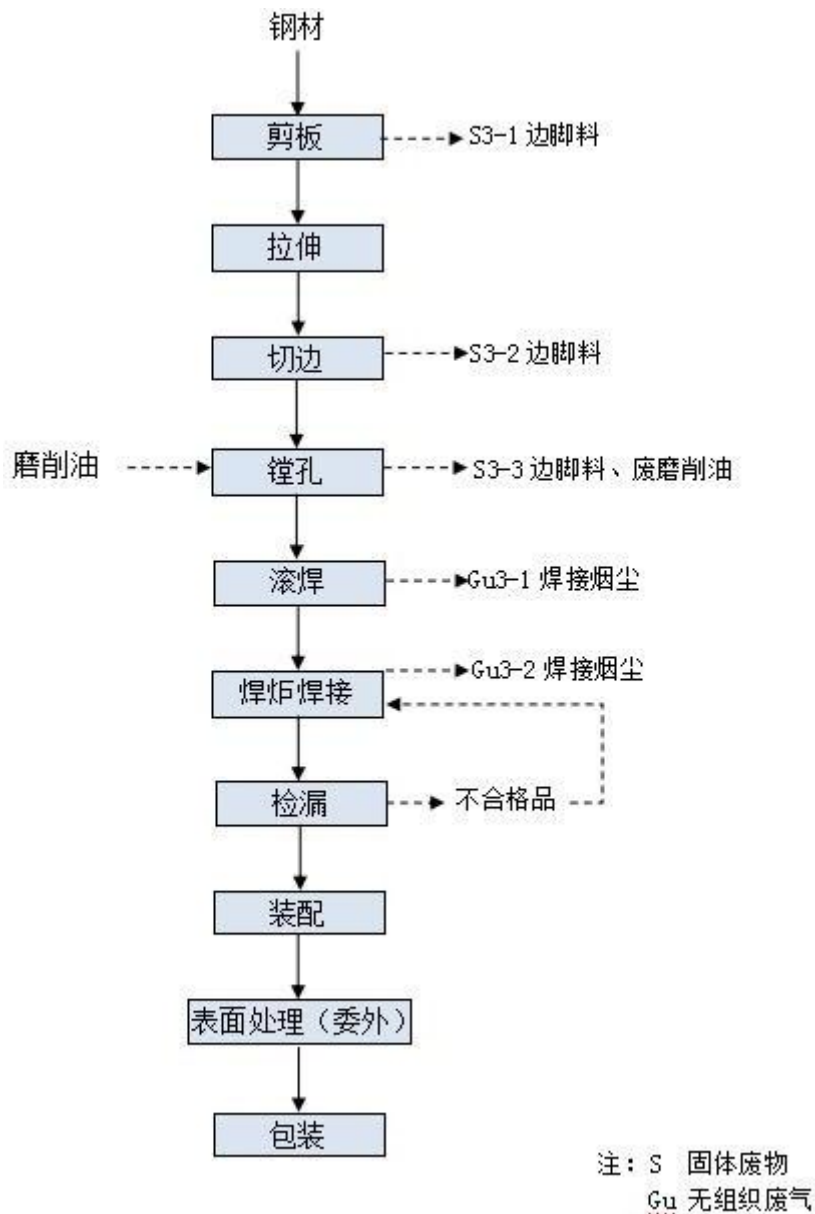 钢材
剪板
S3-1 边脚料
拉伸
切边
S3-2 边脚料
磨削油
镗孔
S3-3 边脚料、废磨削油
滚焊
Gu3-1 焊接烟尘
焊炬焊接
Gu3-2 焊接烟尘
检漏
不合格品
装配
表面处理（委外）
包装
注：S 固体废物
Gu 无组织废气